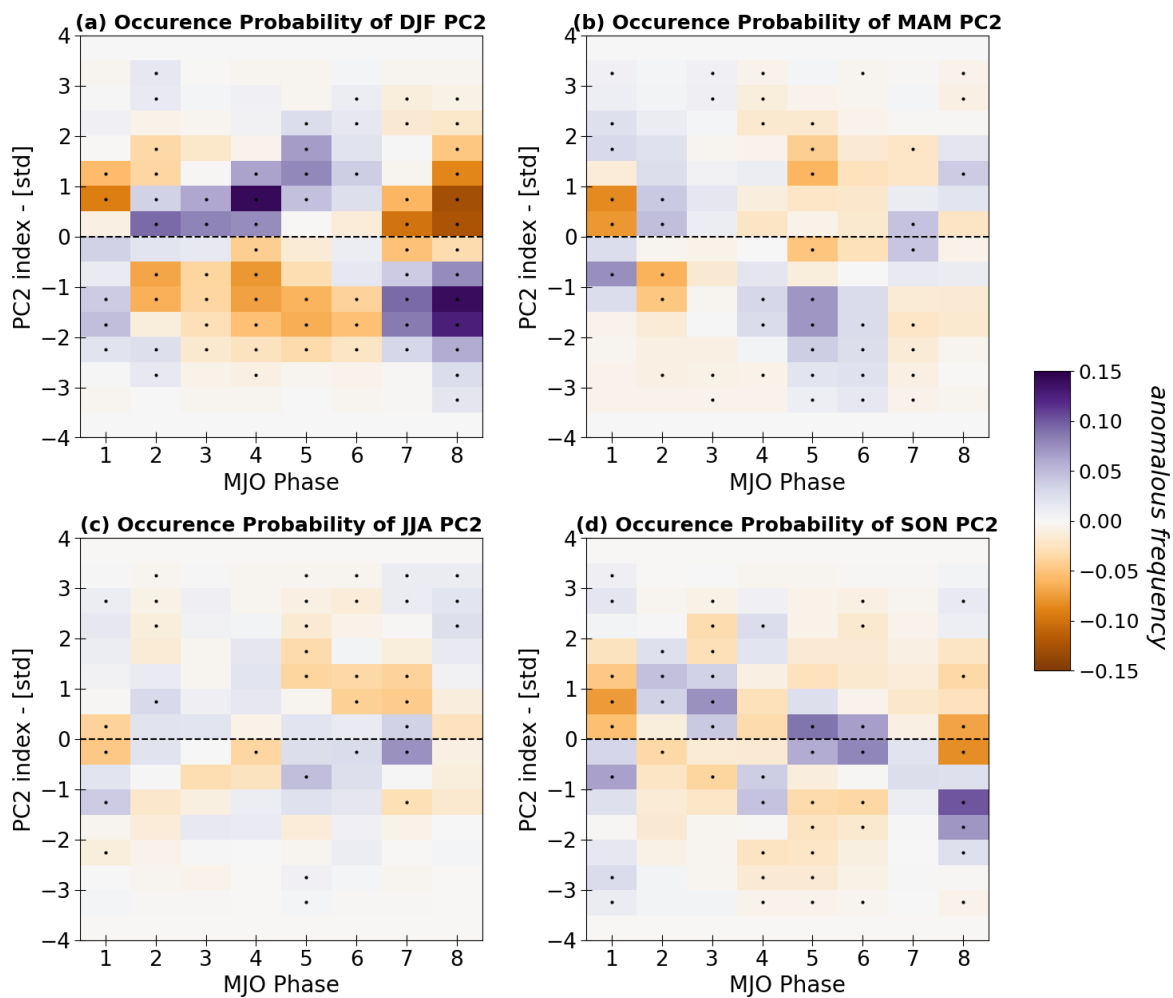 (a) Occurence Probability of DJF PC2
4
3
2
1
0
−1
−2
−3
−4
PC2 index - [std]
1 2 3 4 5 6 7 8
MJO Phase
(b) Occurence Probability of MAM PC2
4
3
2
1
0
−1
−2
−3
−4
PC2 index - [std]
1 2 3 4 5 6 7 8
MJO Phase
(c) Occurence Probability of JJA PC2
4
3
2
1
0
−1
−2
−3
−4
PC2 index - [std]
1 2 3 4 5 6 7 8
MJO Phase
(d) Occurence Probability of SON PC2
4
3
2
1
0
−1
−2
−3
−4
PC2 index - [std]
1 2 3 4 5 6 7 8
MJO Phase
0.15
0.10
0.05
0.00
−0.05
−0.10
−0.15
anomalous frequency